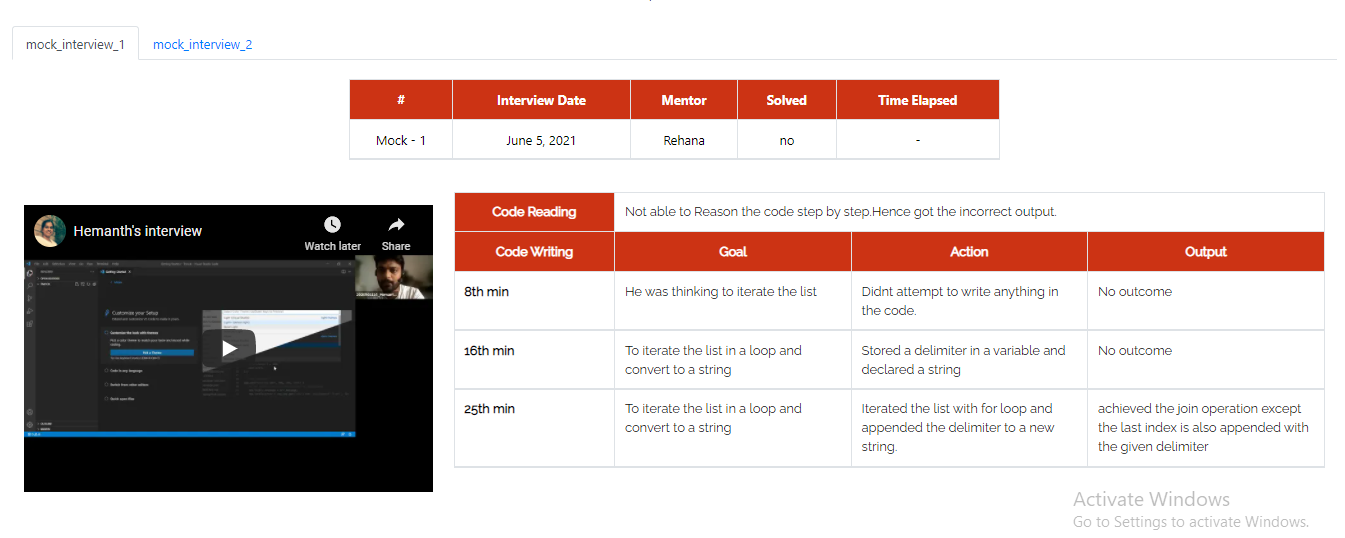 mock_interview_1 mock_interview_2
# Interview Date Mentor Solved Time Elapsed
Mock - 1 June 5, 2021 Rehana no -
Hemanth's interview
Watch later Share
Customize your Setup
Code Reading Not able to Reason the code step by step.Hence got the incorrect output.
Code Writing Goal Action Output
8th min He was thinking to iterate the list Didnt attempt to write anything in No outcome
the code.
16th min To iterate the list in a loop and Stored a delimiter in a variable and No outcome
convert to a string declared a string
25th min To iterate the list in a loop and Iterated the list with for loop and achieved the join operation except
convert to a string appended the delimiter to a new the last index is also appended with
string. the given delimiter
Activate Windows
Go to Settings to activate Windows.